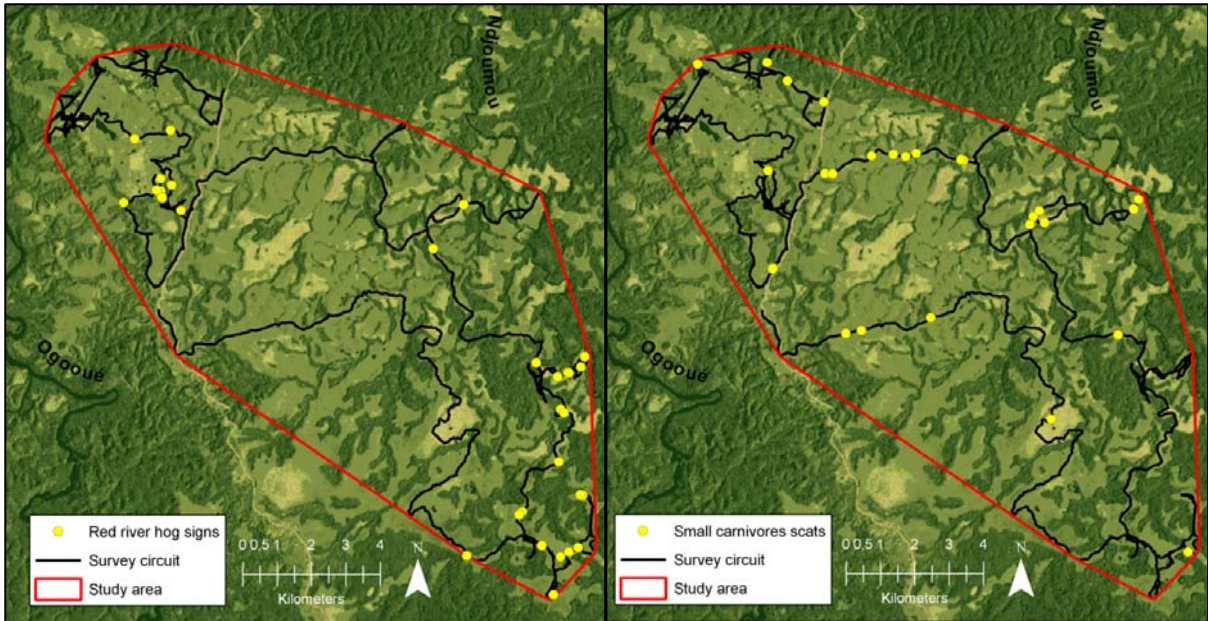 Ndjoumou
Ogooué
Red river hog signs
Survey circuit
Study area
0 0.5 1 2 3 4
Kilometers
N
Ndjoumou
Ogooué
Small carnivores scats
Survey circuit
Study area
0 0.5 1 2 3 4
Kilometers
N